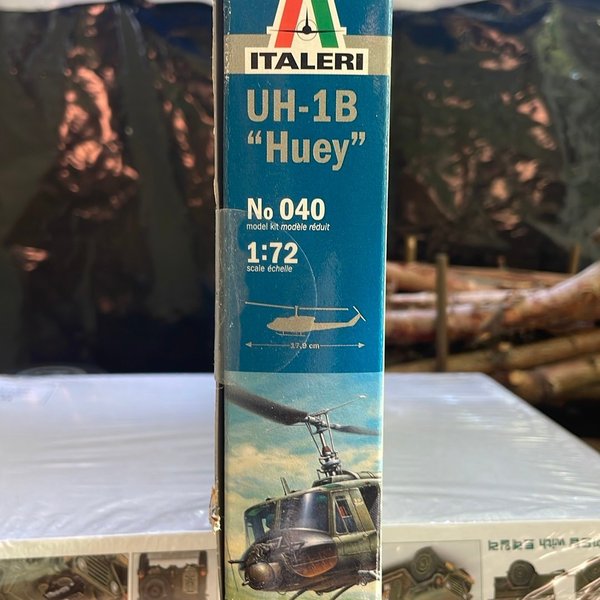 ITALERI
UH-1B
“Huey”
No 040
model kit modèle réduit
1:72
scale échelle
17,9 cm